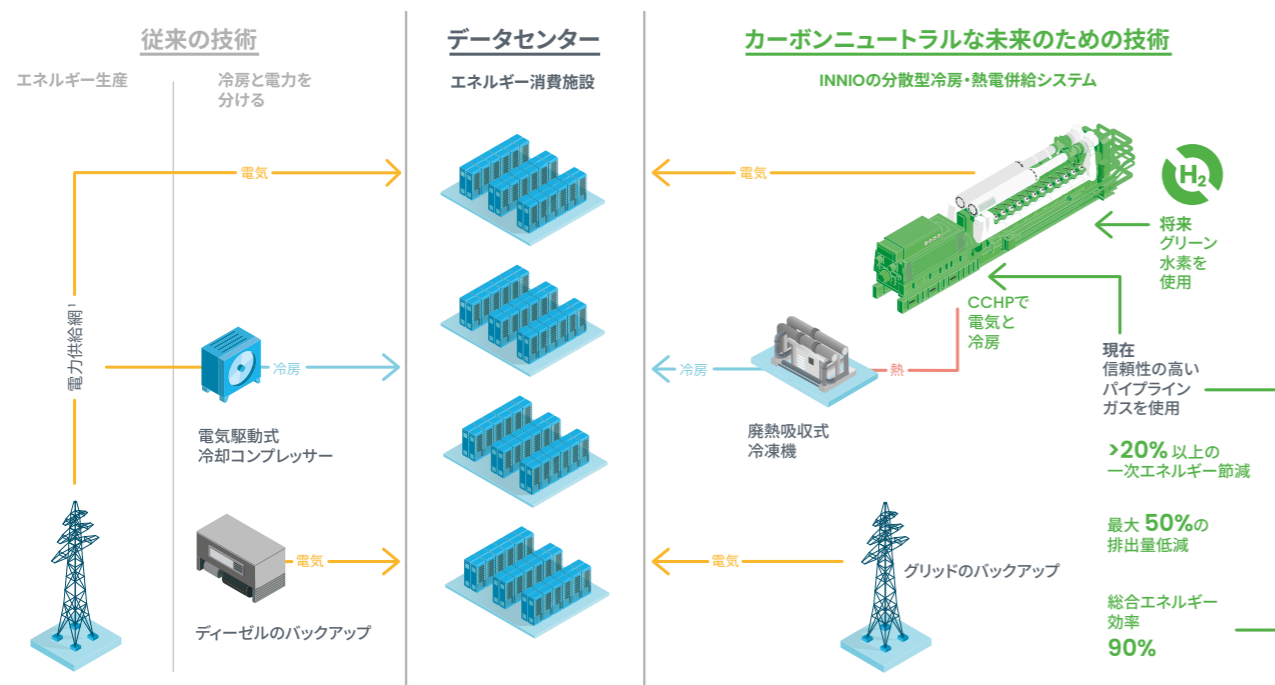 従来の技術
エネルギー生産
冷房と電力を
分ける
電気
電力供給網¹
冷房
電気駆動式
冷却コンプレッサー
電気
ディーゼルのバックアップ
データセンター
エネルギー消費施設
カーボンニュートラルな未来のための技術
INNIOの分散型冷房・熱電併給システム
電気
H₂
将来
グリーン
水素を
使用
CCHPで
電気と
冷房
冷房
熱
廃熱吸収式
冷凍機
現在
信頼性の高い
パイプライン
ガスを使用
>20% 以上の
一次エネルギー節減
最大 50%の
排出量低減
総合エネルギー
効率
90%
電気
グリッドのバックアップ